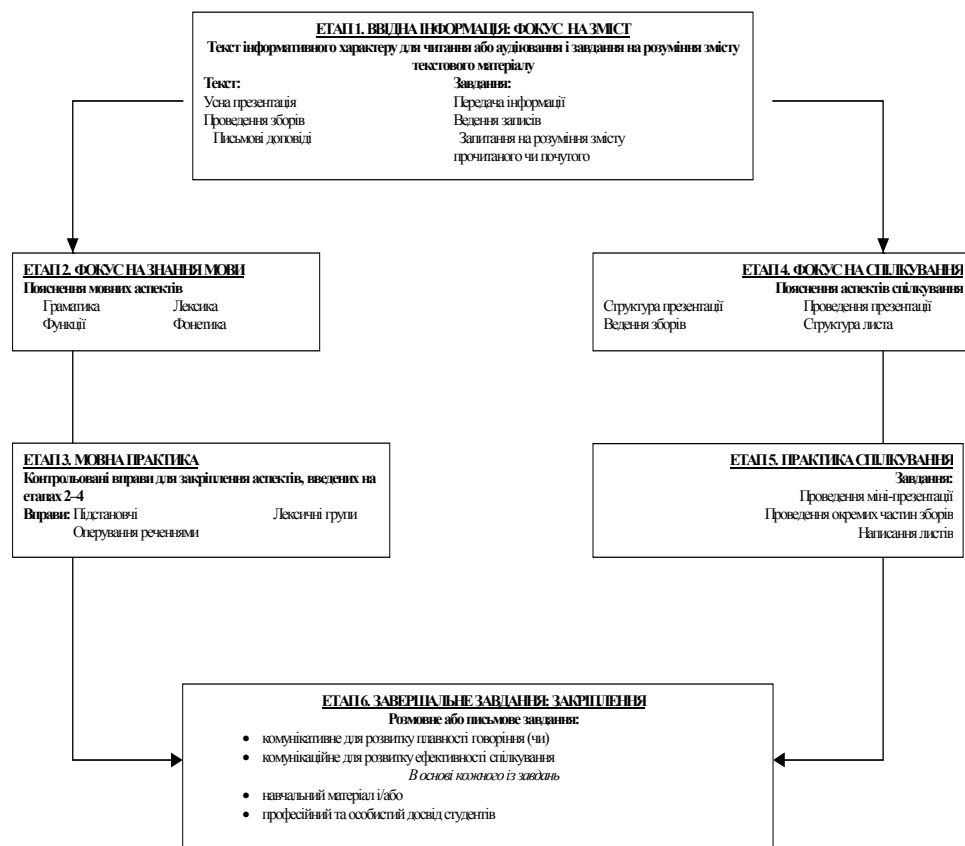 ЕТАП 1. ВВІДНА ІНФОРМАЦІЯ: ФОКУС НА ЗМІСТ
Текст інформативного характеру для читання або аудіювання і завдання на розуміння змісту
текстового матеріалу
Текст: Завдання:
Усна презентація Передача інформації
Проведення зборів Ведення записів
Письмові доповіді Запитання на розуміння змісту
прочитаного чи почутого
ЕТАП 2. ФОКУС НА ЗНАННЯ МОВИ
Пояснення мовних аспектів
Граматика Лексика
Функції Фонетика
ЕТАП 4. ФОКУС НА СПІЛКУВАННЯ
Пояснення аспектів спілкування
Структура презентації Проведення презентації
Ведення зборів Структура листа
ЕТАП 3. МОВНА ПРАКТИКА
Контрольовані вправи для закріплення аспектів, введених на
етапах 2–4
Вправи: Підстановчі Лексичні групи
Оперування реченнями
ЕТАП 5. ПРАКТИКА СПІЛКУВАННЯ
Завдання:
Проведення міні-презентації
Проведення окремих частин зборів
Написання листів
ЕТАП 6. ЗАВЕРШАЛЬНЕ ЗАВДАННЯ: ЗАКРІПЛЕННЯ
Розмовне або письмове завдання:
• комунікативне для розвитку плавності говоріння (чи)
• комунікаційне для розвитку ефективності спілкування
В основі кожного із завдань
• навчальний матеріал і/або
• професійний та особистий досвід студентів